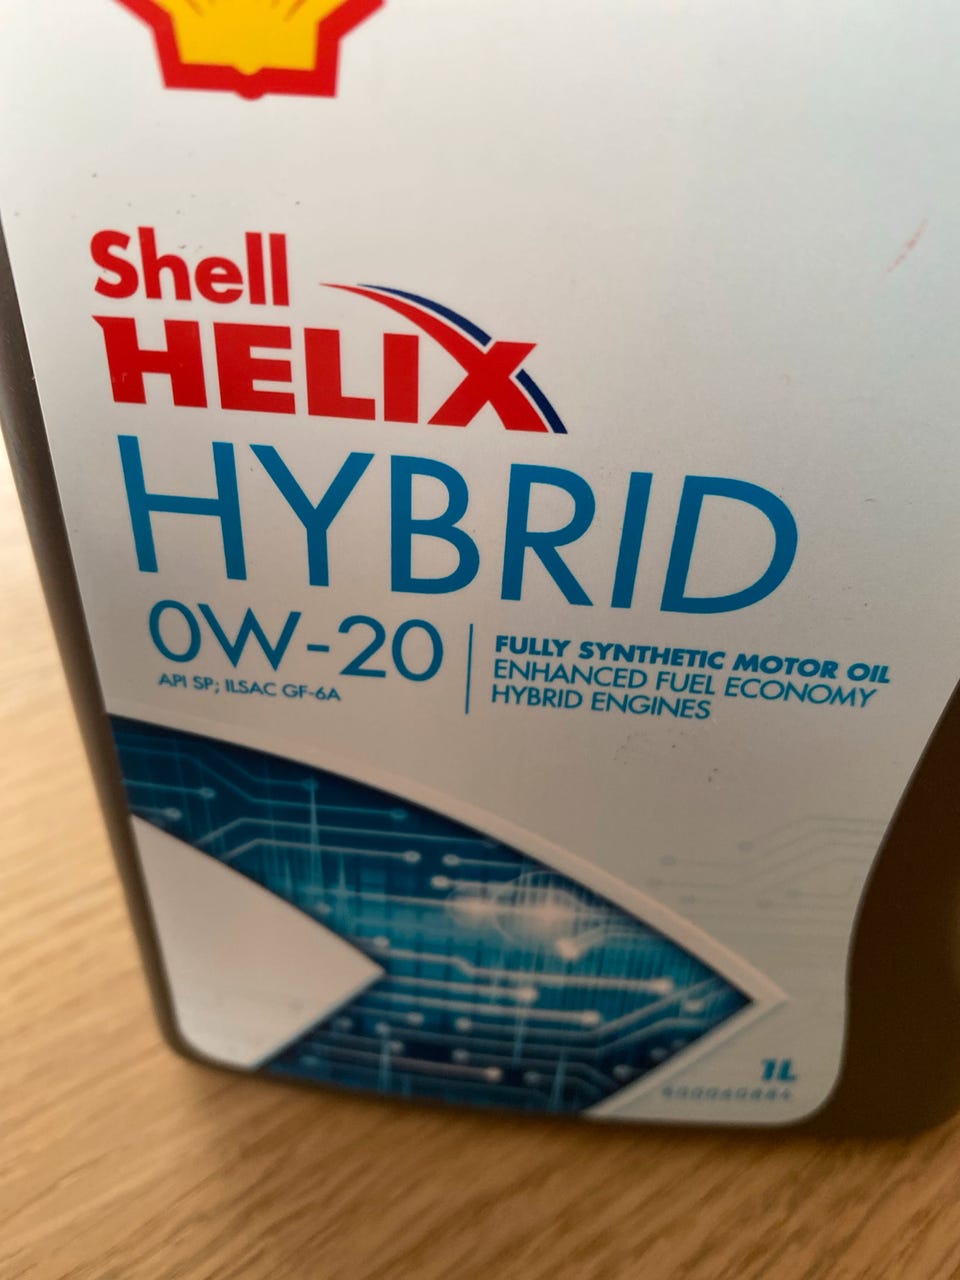 Shell
HELIX
HYBRID
0W-20
API SP; ILSAC GF-6A
FULLY SYNTHETIC MOTOR OIL
ENHANCED FUEL ECONOMY
HYBRID ENGINES
1L